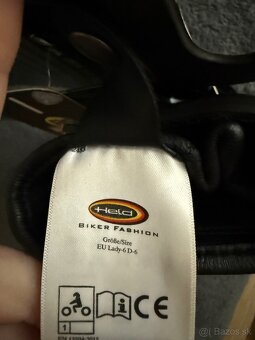 Held
BIKER FASHION
Größe/Size
EU Lady-6 D-6
i
CE
1
Bazos.sk